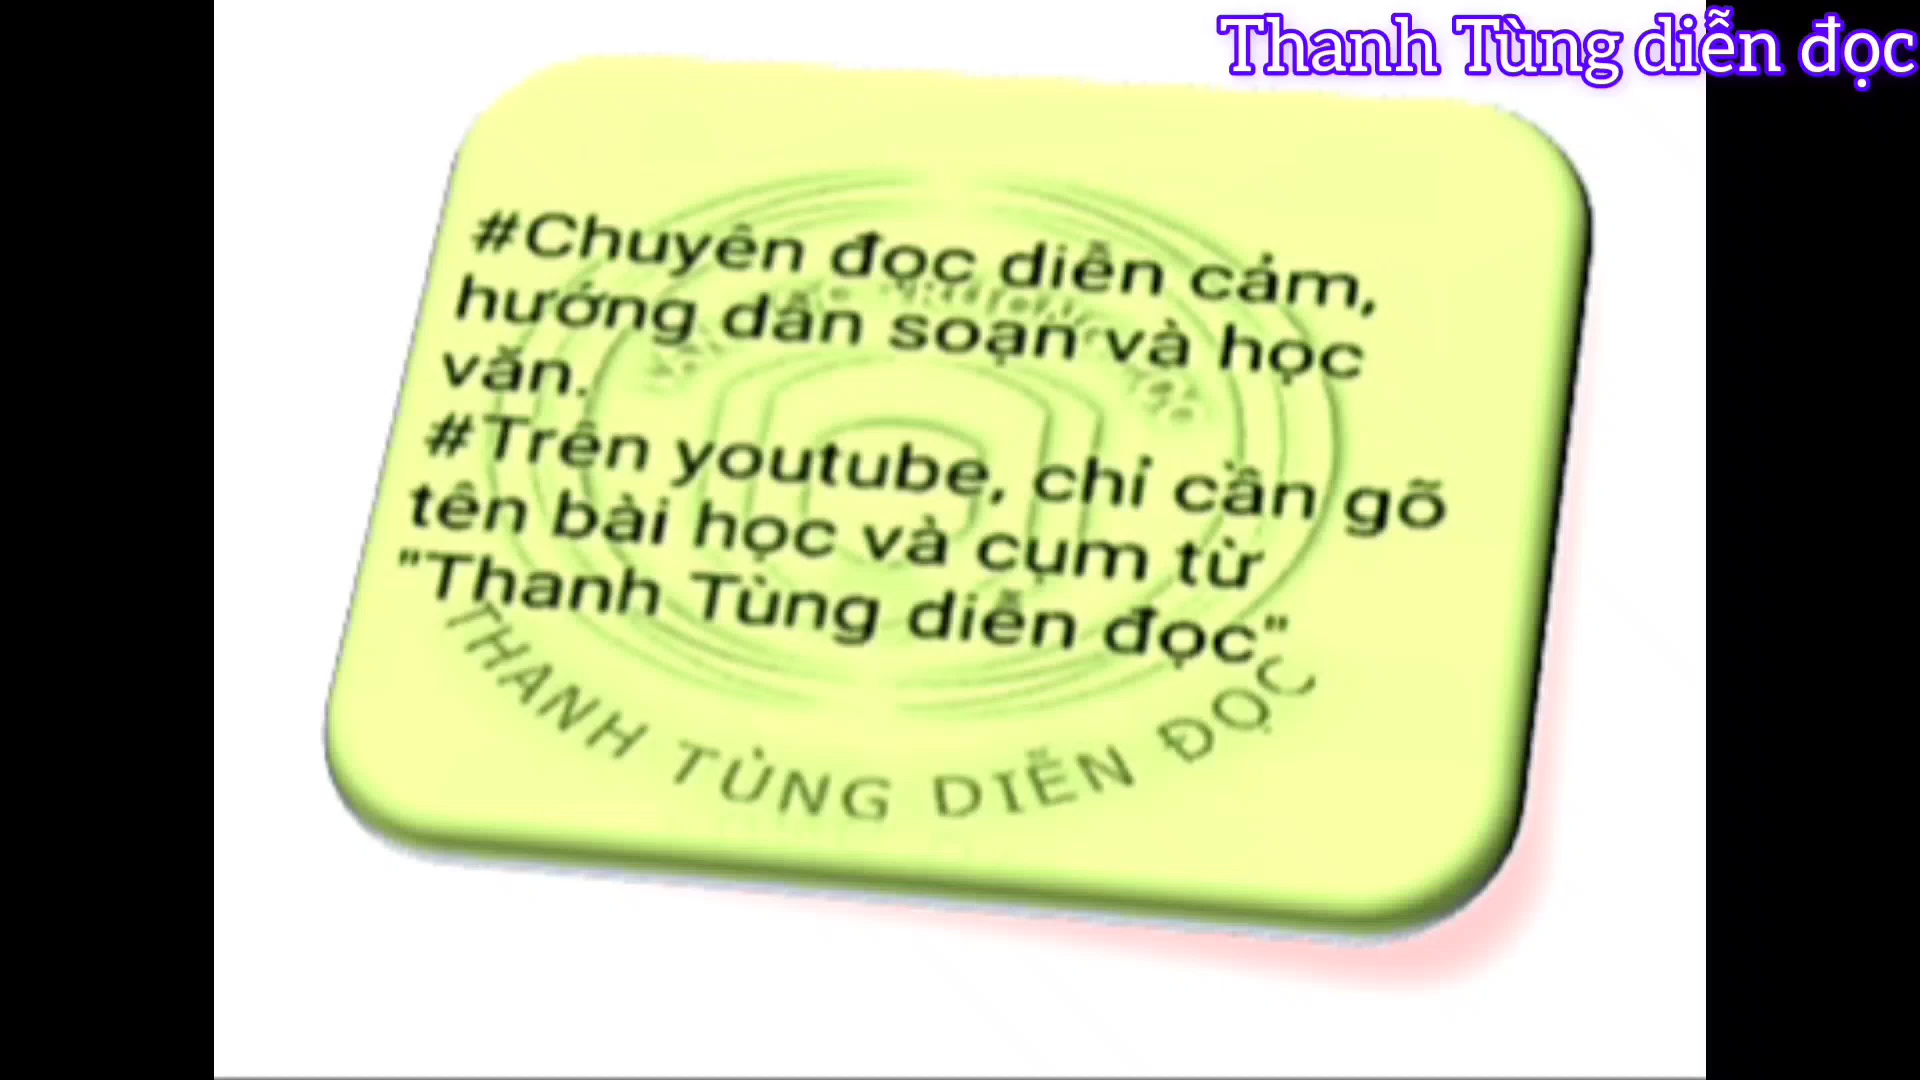 Thanh Tùng diễn đọc
#Chuyên đọc diễn cảm,
hướng dẫn soạn và học
văn.
#Trên youtube, chỉ cần gõ
tên bài học và cụm từ
"Thanh Tùng diễn đọc"
THANH TÙNG DIỄN ĐỌC